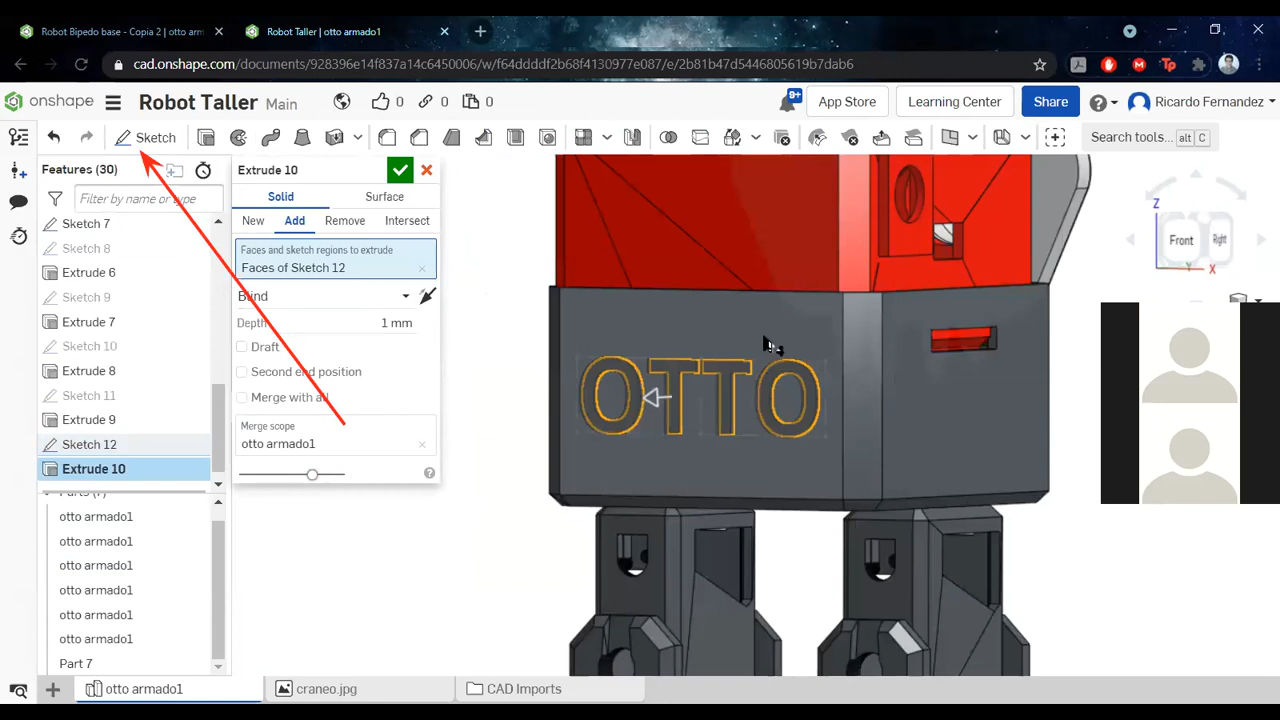 Robot Bipedo base - Copia 2 | otto arm
Robot Taller | otto armado1
cad.onshape.com/documents/928396e14f837a14c6450006/w/f64ddddf2b68f4130977e087/e/2b81b47d5446805619b7dab6
onshape
Robot Taller Main
0
0
0
9+
App Store
Learning Center
Share
Ricardo Fernandez
Sketch
Search tools...
alt
C
Features (30)
Filter by name or type
Sketch 7
Sketch 8
Extrude 6
Sketch 9
Extrude 7
Sketch 10
Extrude 8
Sketch 11
Extrude 9
Sketch 12
Extrude 10
Parts (7)
otto armado1
otto armado1
otto armado1
otto armado1
otto armado1
otto armado1
Part 7
Extrude 10
Solid
Surface
New
Add
Remove
Intersect
Faces and sketch regions to extrude
Faces of Sketch 12
Blind
Depth
1 mm
Draft
Second end position
Merge with all
Merge scope
otto armado1
OTTO
Z
Front
Right
Y
X
otto armado1
craneo.jpg
CAD Imports